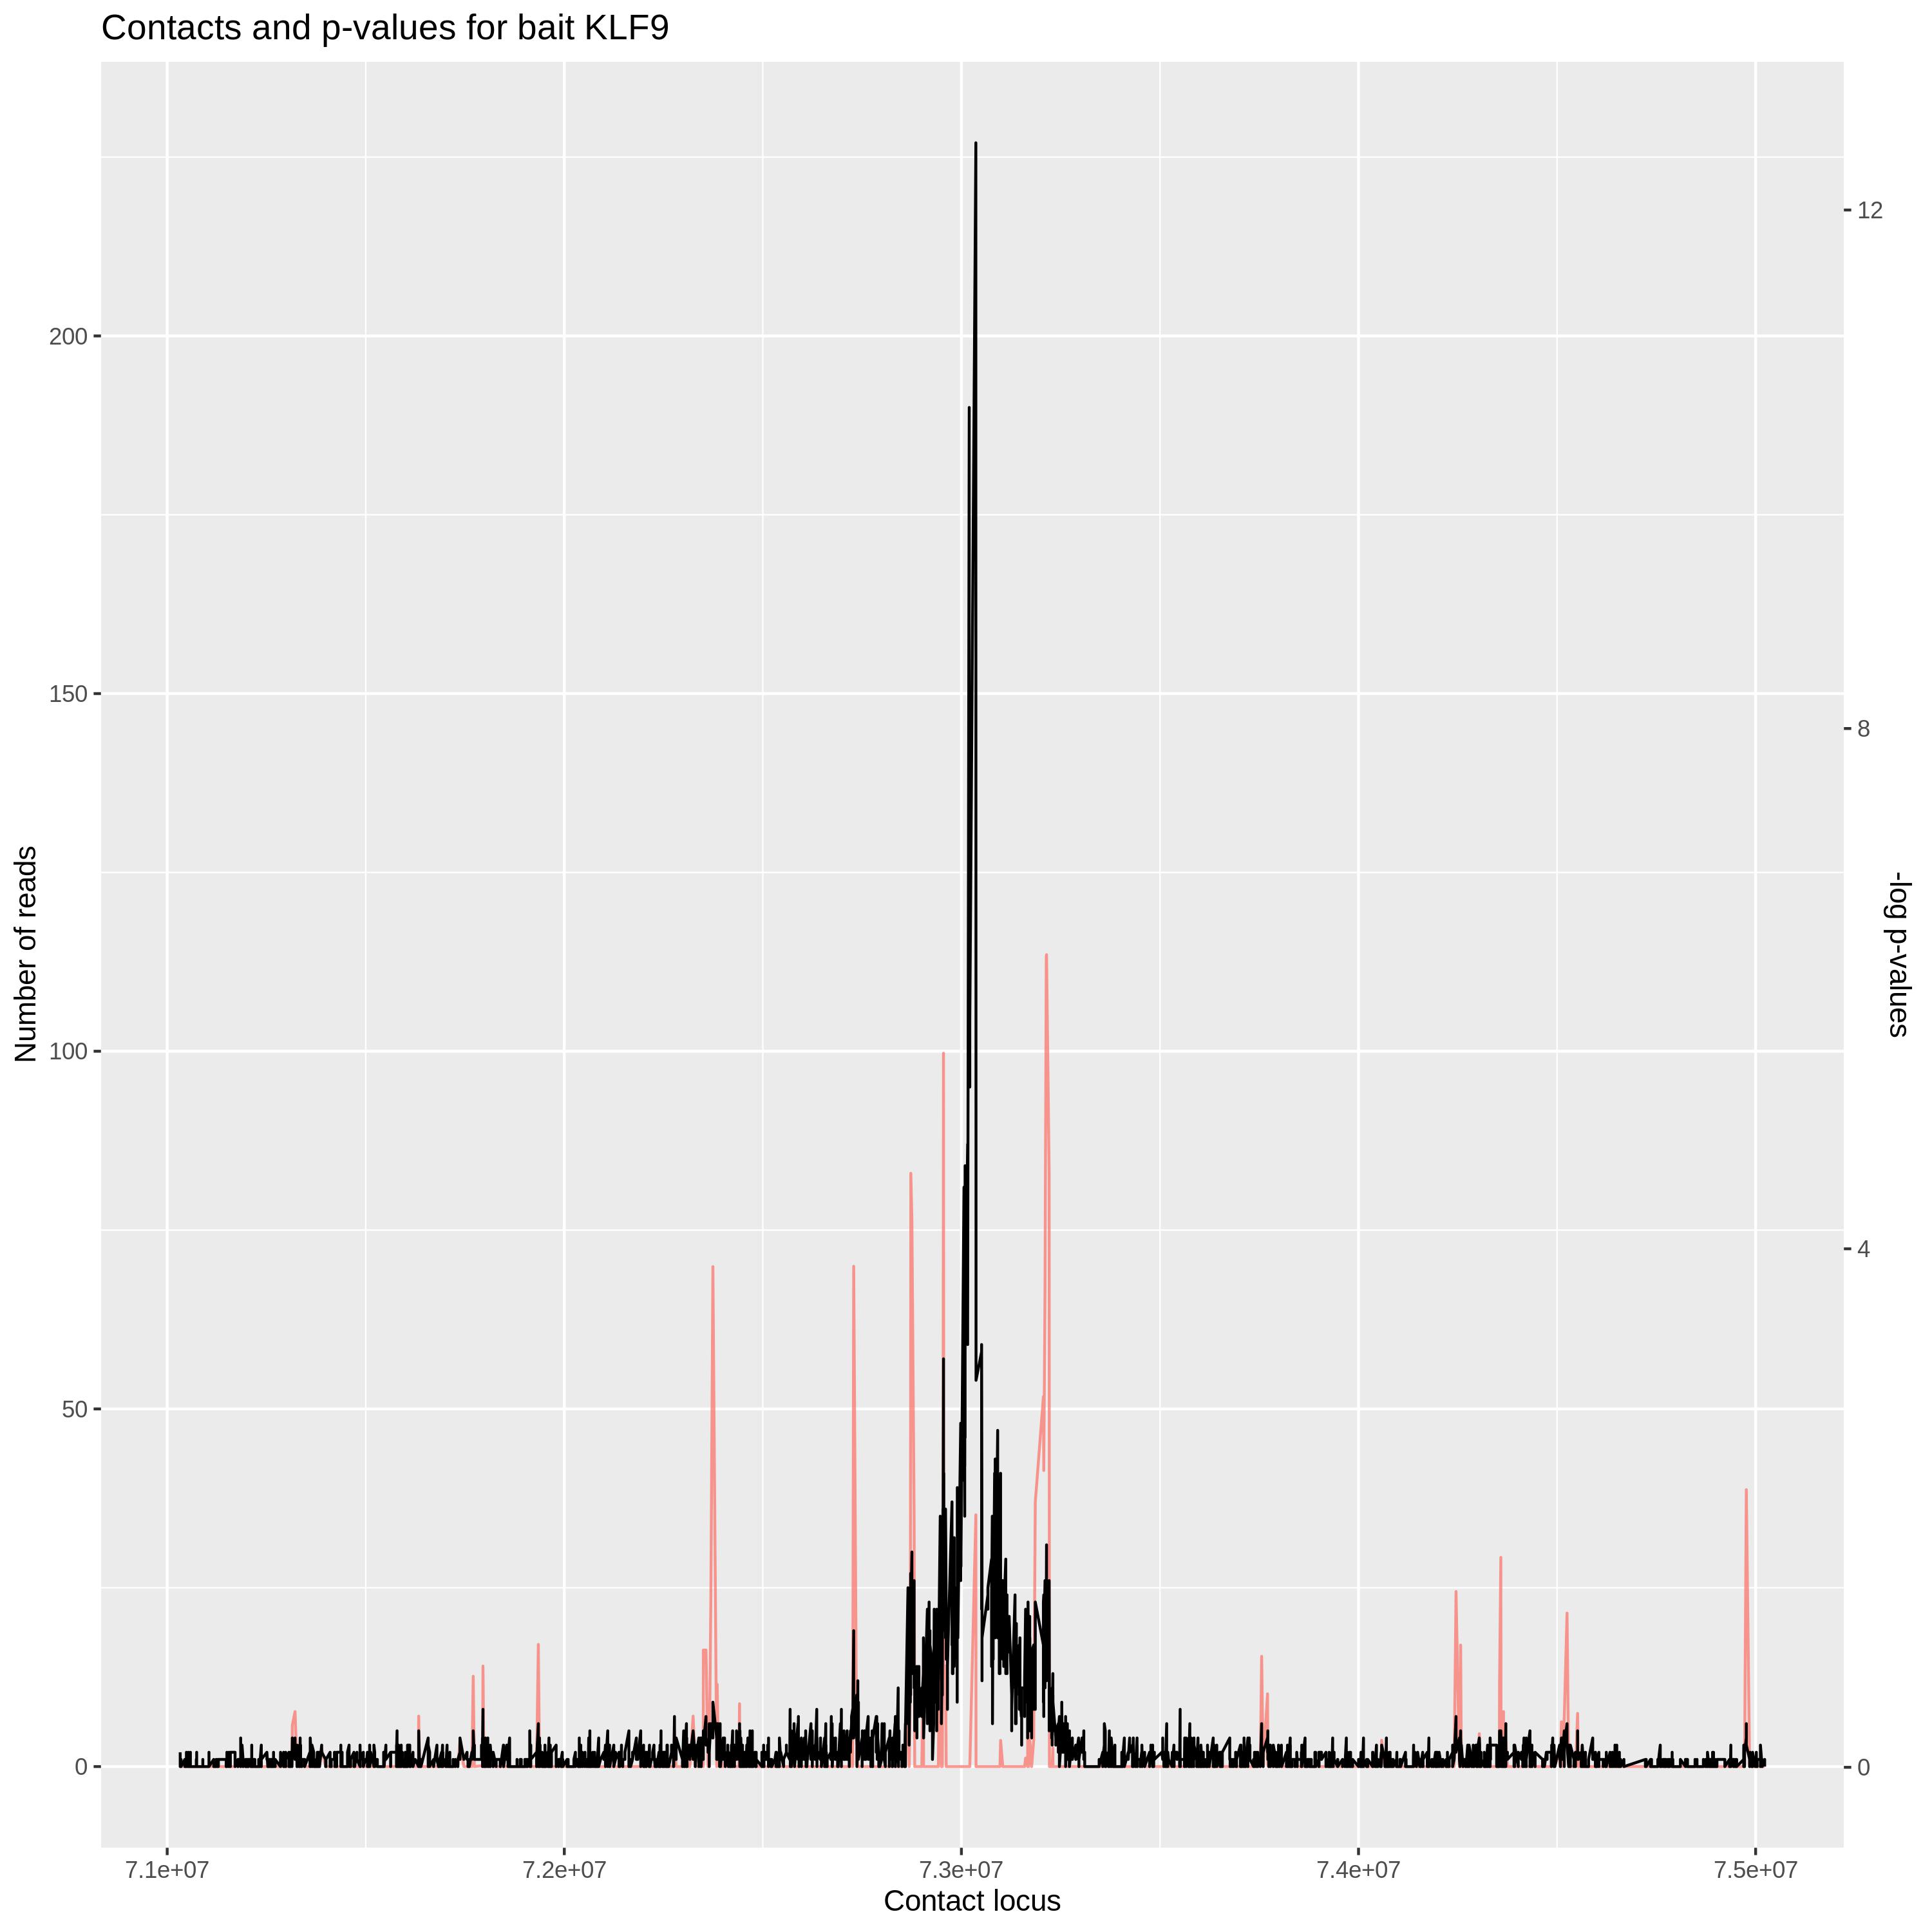 Contacts and p-values for bait KLF9
200
150
100
50
0
Number of reads
12
8
4
0
-log p-values
7.1e+07 7.2e+07 7.3e+07 7.4e+07 7.5e+07
Contact locus